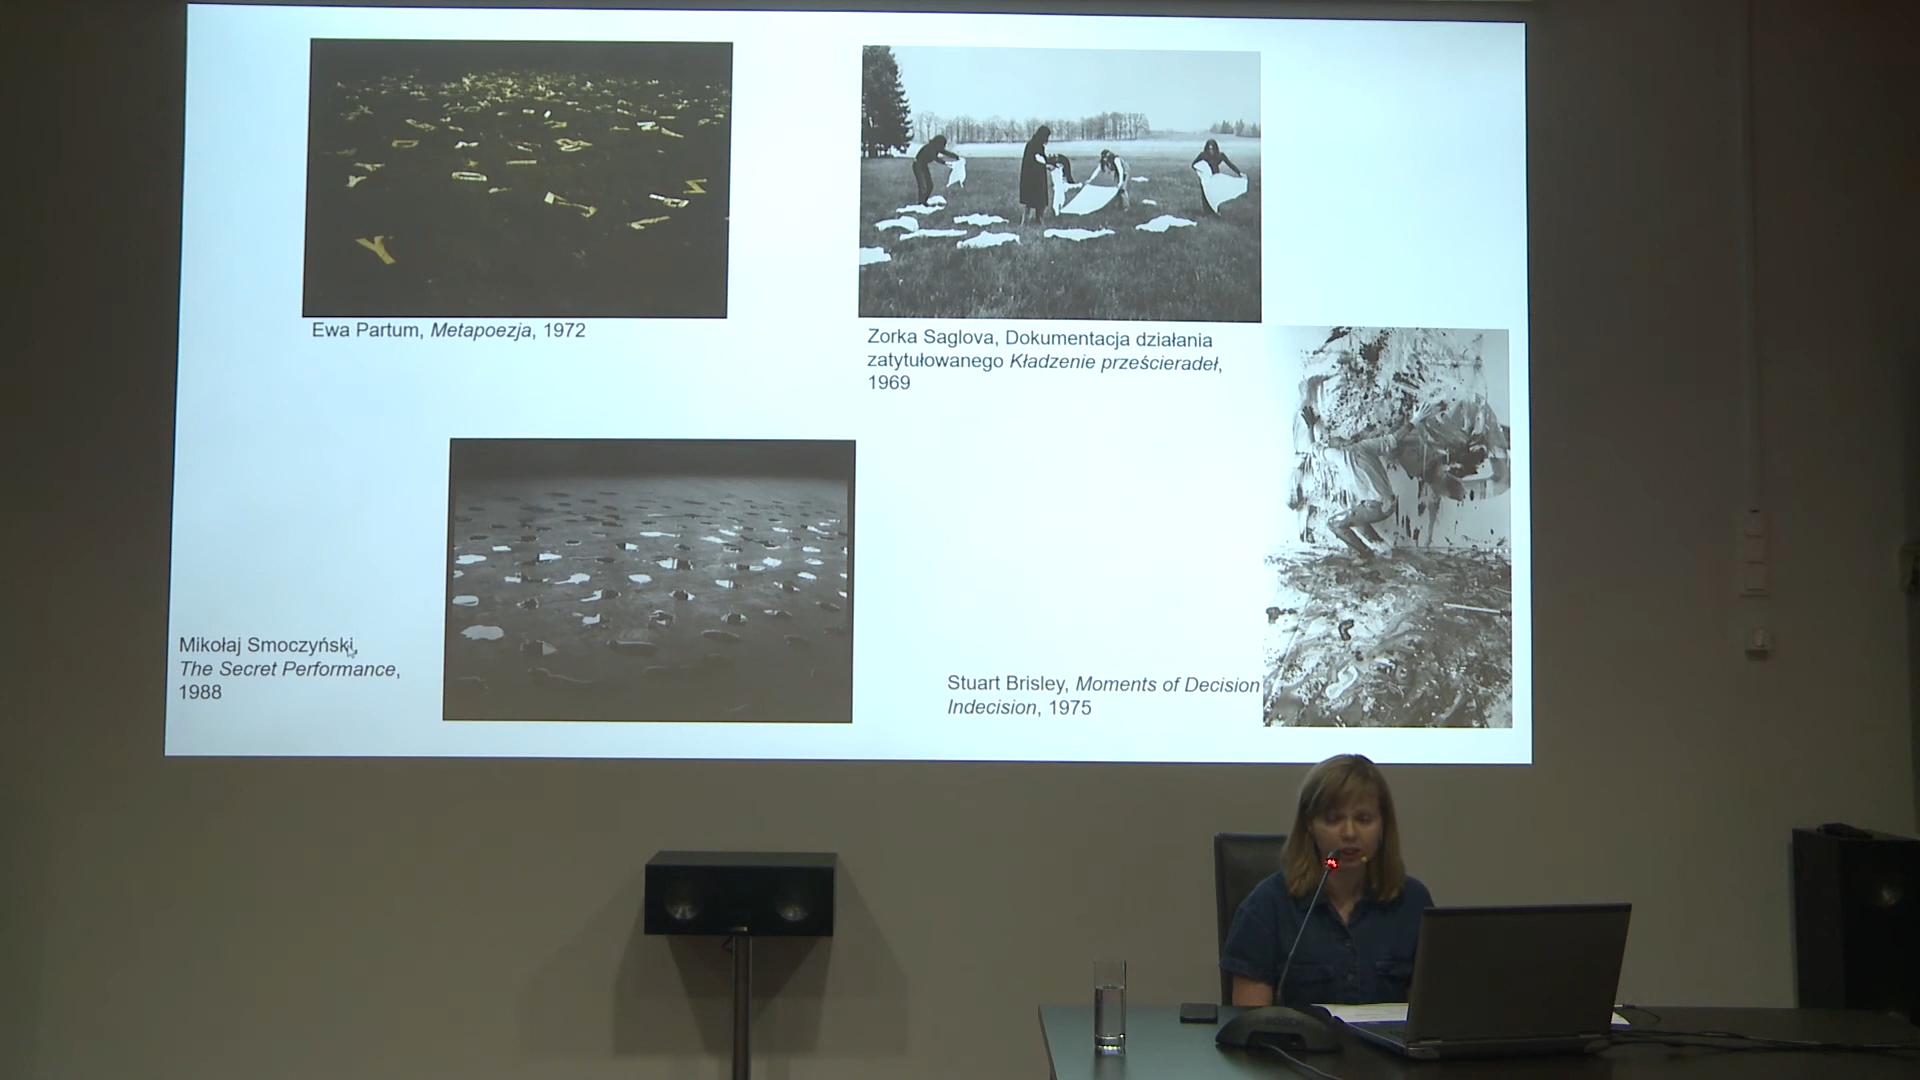 Ewa Partum, Metapoezja, 1972
Zorka Saglova, Dokumentacja działania
zatytułowanego Kładzenie prześcieradeł,
1969
Mikołaj Smoczyński,
The Secret Performance,
1988
Stuart Brisley, Moments of Decision
Indecision, 1975